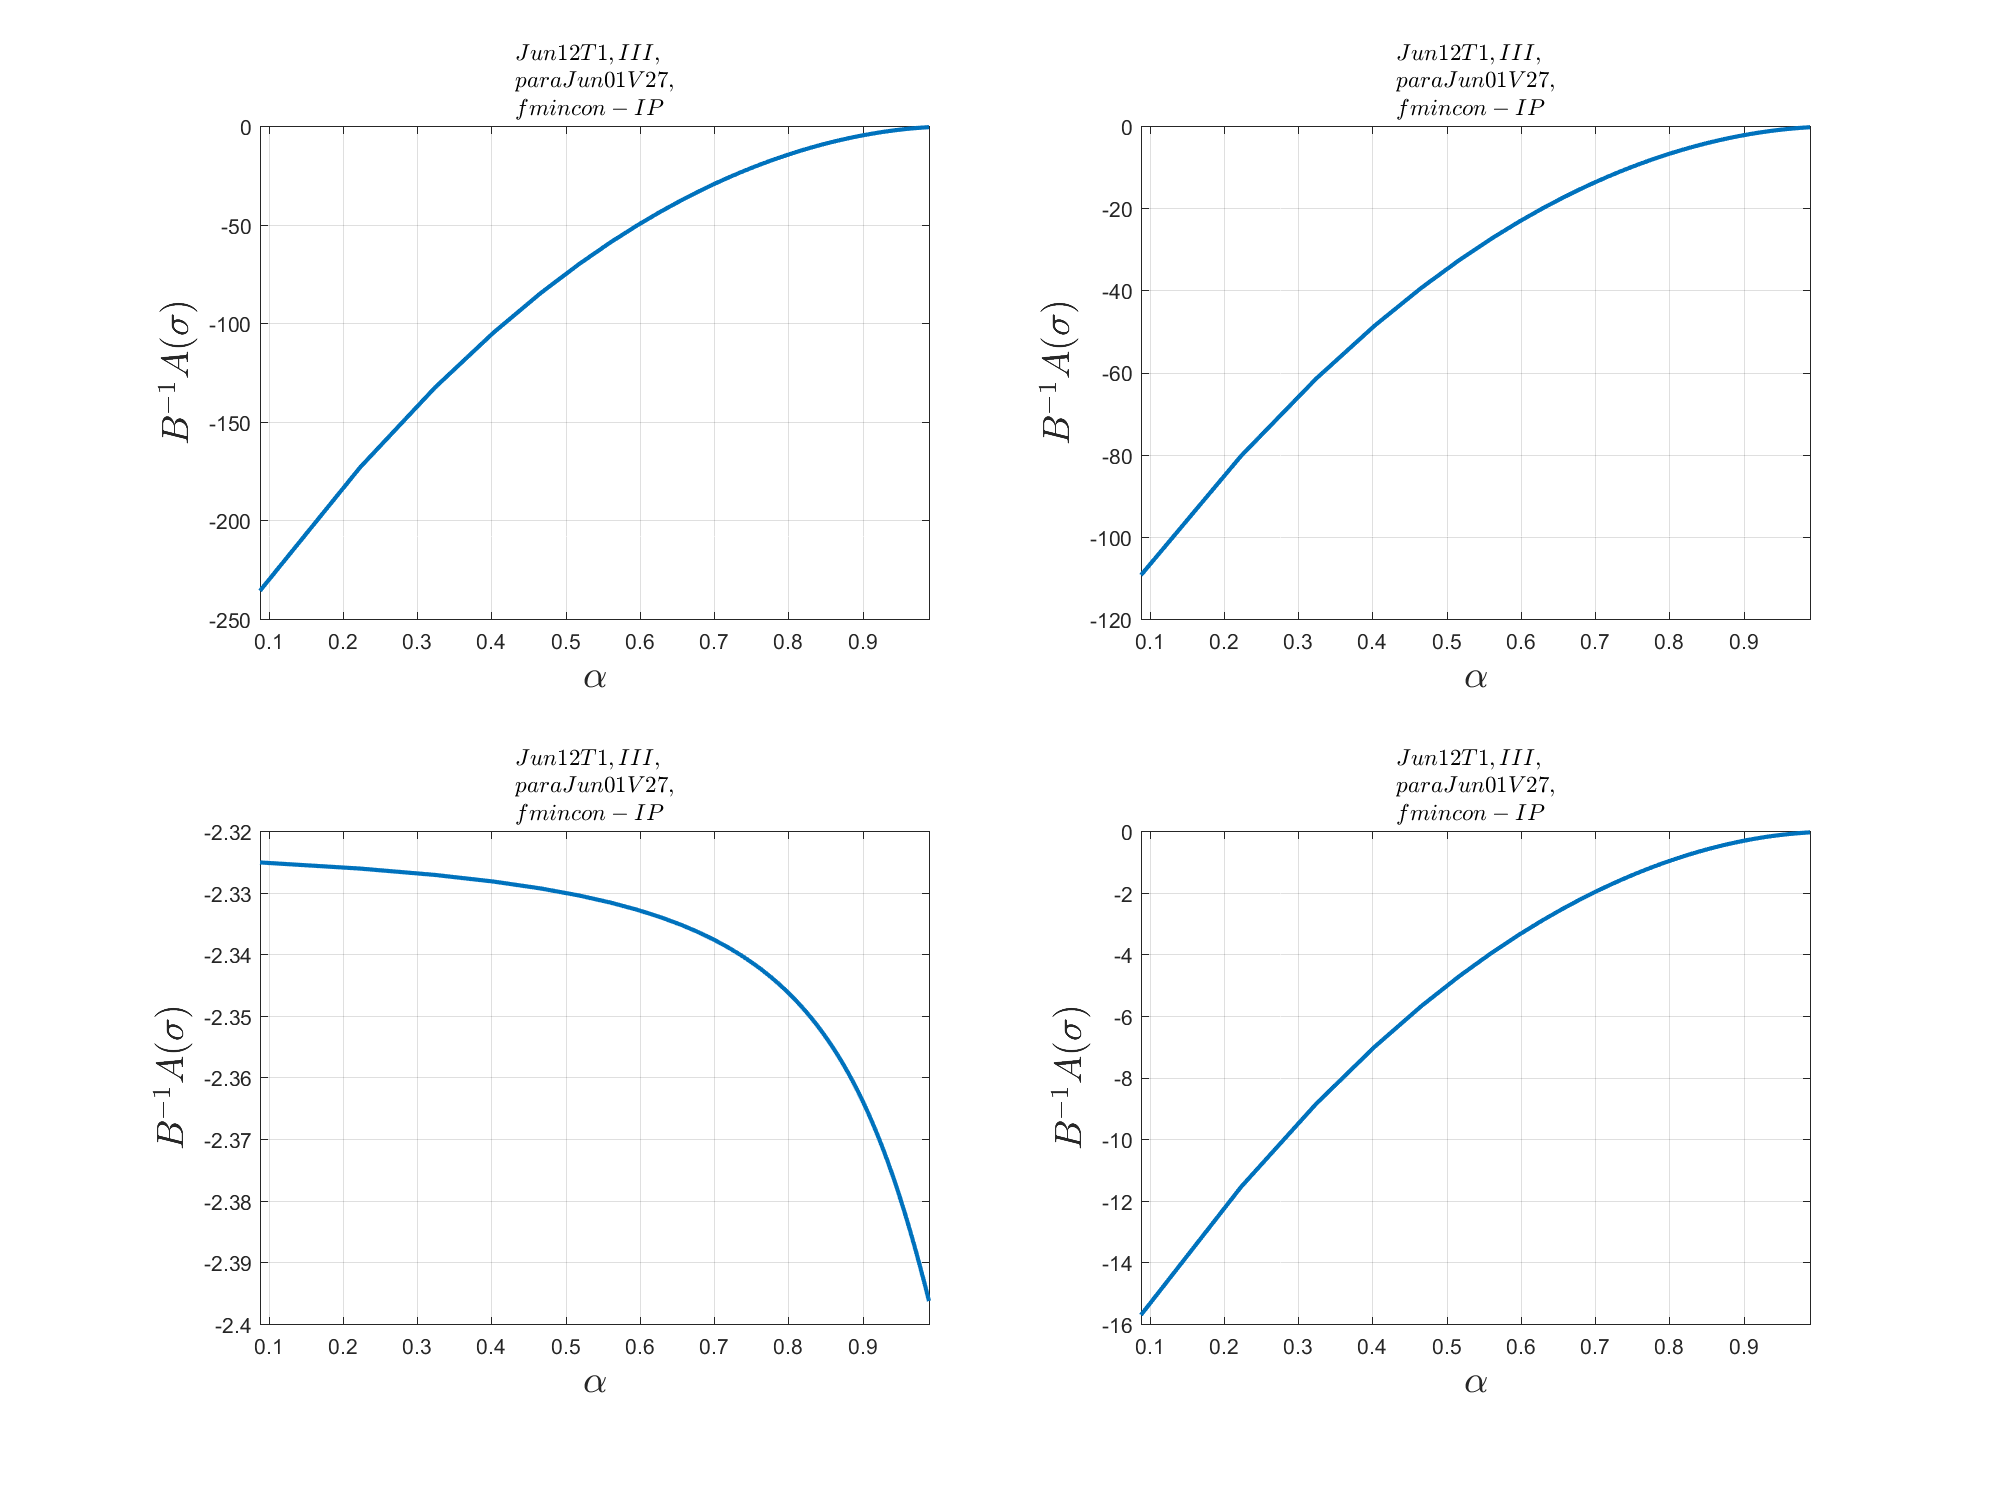 Jun12T1, III,
paraJun01V27,
fmincon − IP
0
-50
-100
-150
-200
-250
B⁻¹A(σ)
0.1 0.2 0.3 0.4 0.5 0.6 0.7 0.8 0.9
α
Jun12T1, III,
paraJun01V27,
fmincon − IP
0
-20
-40
-60
-80
-100
-120
B⁻¹A(σ)
0.1 0.2 0.3 0.4 0.5 0.6 0.7 0.8 0.9
α
Jun12T1, III,
paraJun01V27,
fmincon − IP
-2.32
-2.33
-2.34
-2.35
-2.36
-2.37
-2.38
-2.39
-2.4
B⁻¹A(σ)
0.1 0.2 0.3 0.4 0.5 0.6 0.7 0.8 0.9
α
Jun12T1, III,
paraJun01V27,
fmincon − IP
0
-2
-4
-6
-8
-10
-12
-14
-16
B⁻¹A(σ)
0.1 0.2 0.3 0.4 0.5 0.6 0.7 0.8 0.9
α